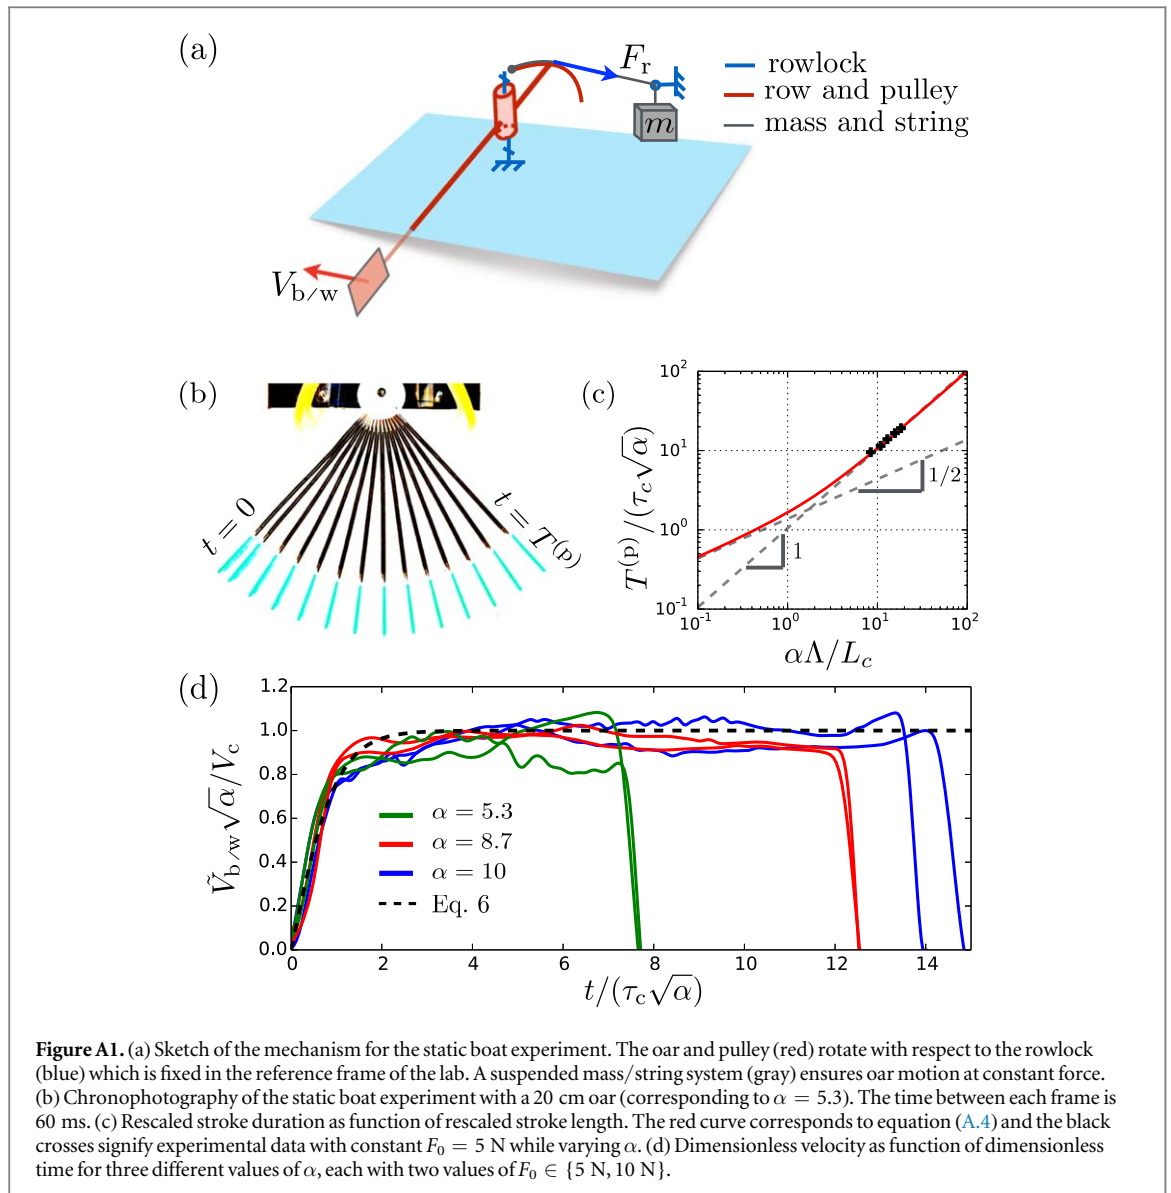 (a)
F_r
rowlock
row and pulley
mass and string
m
V_b/w
(b)
t = 0
t = T^(p)
(c)
T^(p)/(τ_c√α)
10^2
10^1
10^0
10^-1
1/2
1
10^-1 10^0 10^1 10^2
αΛ/L_c
(d)
Ṽ_b/w√α/V_c
1.2
1.0
0.8
0.6
0.4
0.2
0.0
α = 5.3
α = 8.7
α = 10
Eq. 6
0 2 4 6 8 10 12 14
t/(τ_c√α)
Figure A1. (a) Sketch of the mechanism for the static boat experiment. The oar and pulley (red) rotate with respect to the rowlock
(blue) which is fixed in the reference frame of the lab. A suspended mass/string system (gray) ensures oar motion at constant force.
(b) Chronophotography of the static boat experiment with a 20 cm oar (corresponding to α = 5.3). The time between each frame is
60 ms. (c) Rescaled stroke duration as function of rescaled stroke length. The red curve corresponds to equation (A.4) and the black
crosses signify experimental data with constant F_0 = 5 N while varying α. (d) Dimensionless velocity as function of dimensionless
time for three different values of α, each with two values of F_0 ∈ {5 N, 10 N}.